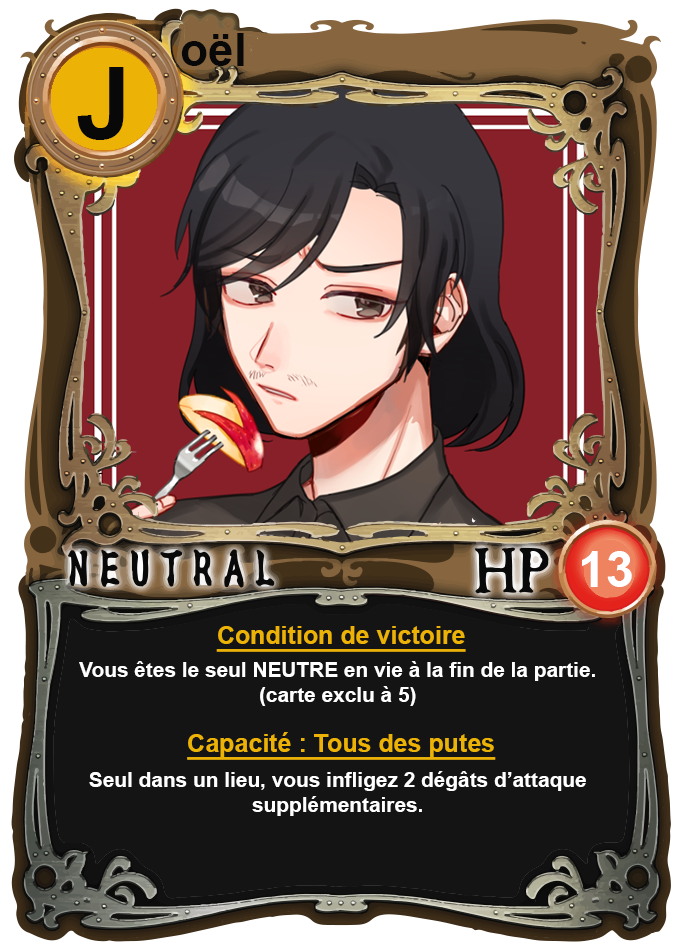 Joël
NEUTRAL HP 13
Condition de victoire
Vous êtes le seul NEUTRE en vie à la fin de la partie.
(carte exclu à 5)
Capacité : Tous des putes
Seul dans un lieu, vous infligez 2 dégâts d’attaque
supplémentaires.